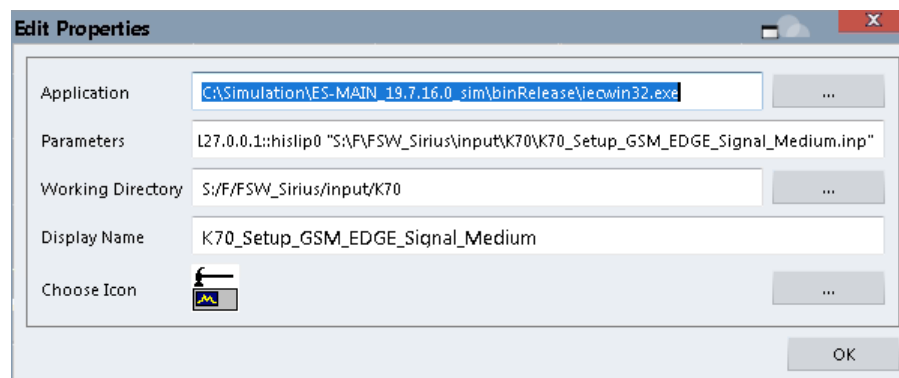 Edit Properties
X
Application C:\Simulation\ES-MAIN_19.7.16.0_sim\binRelease\iecwin32.exe ...
Parameters L27.0.0.1::hislip0 "S:\F\FSW_Sirius\input\K70\K70_Setup_GSM_EDGE_Signal_Medium.inp"
Working Directory S:/F/FSW_Sirius/input/K70 ...
Display Name K70_Setup_GSM_EDGE_Signal_Medium
Choose Icon ...
OK